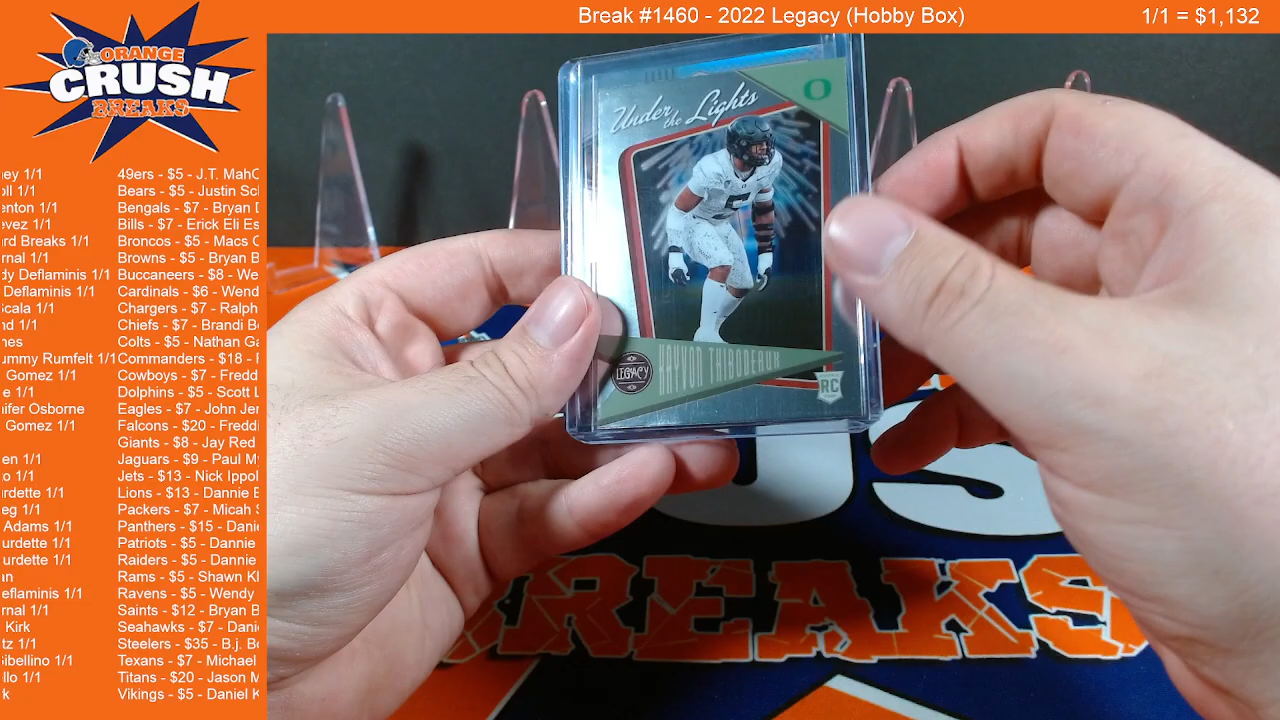 Break #1460 - 2022 Legacy (Hobby Box)
1/1 = $1,132
ORANGE
CRUSH
BREAKS
ey 1/1
oll 1/1
enton 1/1
evez 1/1
rd Breaks 1/1
rnal 1/1
dy Deflaminis 1/1
Deflaminis 1/1
Scala 1/1
nd 1/1
nes
ummy Rumfelt 1/1
Gomez 1/1
e 1/1
nifer Osborne
Gomez 1/1
en 1/1
o 1/1
urdette 1/1
eg 1/1
Adams 1/1
urdette 1/1
urdette 1/1
an
eflaminis 1/1
rnal 1/1
Kirk
tz 1/1
Sibellino 1/1
llo 1/1
k
49ers - $5 - J.T. MahC
Bears - $5 - Justin Scl
Bengals - $7 - Bryan D
Bills - $7 - Erick Eli Es
Broncos - $5 - Macs C
Browns - $5 - Bryan B
Buccaneers - $8 - We
Cardinals - $6 - Wend
Chargers - $7 - Ralph
Chiefs - $7 - Brandi B
Colts - $5 - Nathan Ga
Commanders - $18 - F
Cowboys - $7 - Fredd
Dolphins - $5 - Scott L
Eagles - $7 - John Jer
Falcons - $20 - Freddi
Giants - $8 - Jay Red
Jaguars - $9 - Paul M
Jets - $13 - Nick Ippol
Lions - $13 - Dannie B
Packers - $7 - Micah S
Panthers - $15 - Danie
Patriots - $5 - Dannie
Raiders - $5 - Dannie
Rams - $5 - Shawn Kl
Ravens - $5 - Wendy
Saints - $12 - Bryan B
Seahawks - $7 - Danie
Steelers - $35 - B.j. Bo
Texans - $7 - Michael
Titans - $20 - Jason M
Vikings - $5 - Daniel K
Under
the Lights
O
LEGACY
KAYVON THIBODEAUX
RC
US
BREAKS